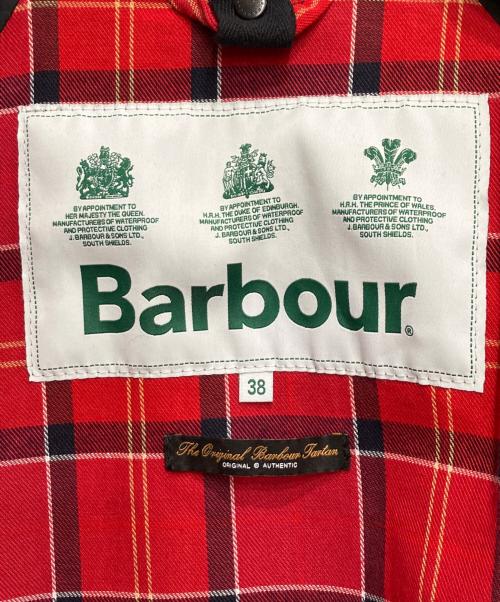 BY APPOINTMENT TO
HER MAJESTY THE QUEEN.
MANUFACTURERS OF WATERPROOF
AND PROTECTIVE CLOTHING
J. BARBOUR & SONS LTD.,
SOUTH SHIELDS.
BY APPOINTMENT TO
H.R.H. THE DUKE OF EDINBURGH.
MANUFACTURERS OF WATERPROOF
AND PROTECTIVE CLOTHING
J. BARBOUR & SONS LTD.,
SOUTH SHIELDS.
BY APPOINTMENT TO
H.R.H. THE PRINCE OF WALES.
MANUFACTURERS OF WATERPROOF
AND PROTECTIVE CLOTHING
J. BARBOUR & SONS LTD.,
SOUTH SHIELDS.
Barbour®
38
The Original Barbour Tartan
ORIGINAL © AUTHENTIC